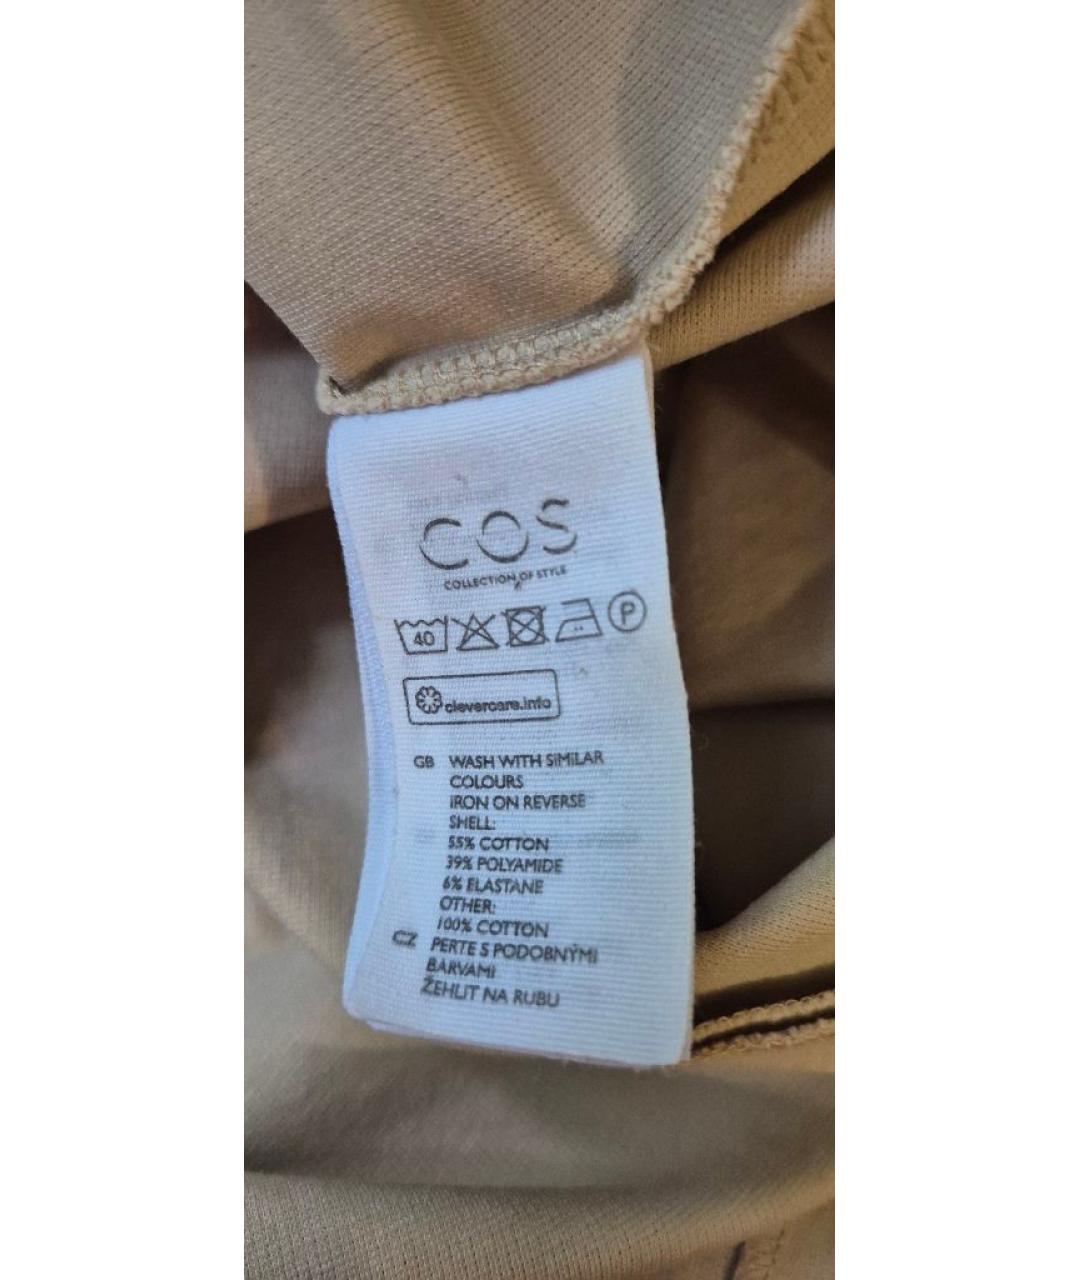 COS
COLLECTION OF STYLE
40 P
clevercare.info
GB WASH WITH SIMILAR
COLOURS
IRON ON REVERSE
SHELL:
55% COTTON
39% POLYAMIDE
6% ELASTANE
OTHER:
100% COTTON
CZ PERTE S PODOBNÝMI
BARVAMI
ŽEHLIT NA RUBU